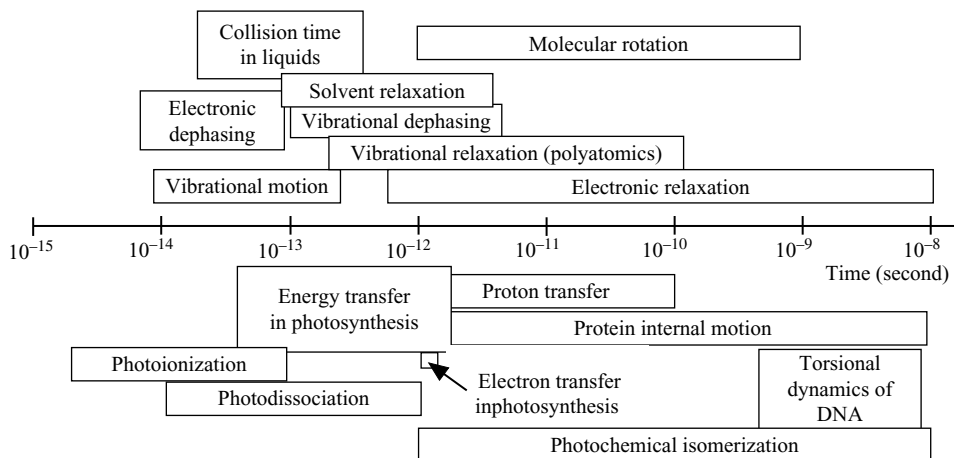 Collision time
in liquids
Molecular rotation
Solvent relaxation
Electronic
dephasing
Vibrational dephasing
Vibrational relaxation (polyatomics)
Vibrational motion
Electronic relaxation
10–15 10–14 10–13 10–12 10–11 10–10 10–9 10–8
Time (second)
Energy transfer
in photosynthesis
Proton transfer
Protein internal motion
Photoionization
Torsional
dynamics of
DNA
Electron transfer
inphotosynthesis
Photodissociation
Photochemical isomerization